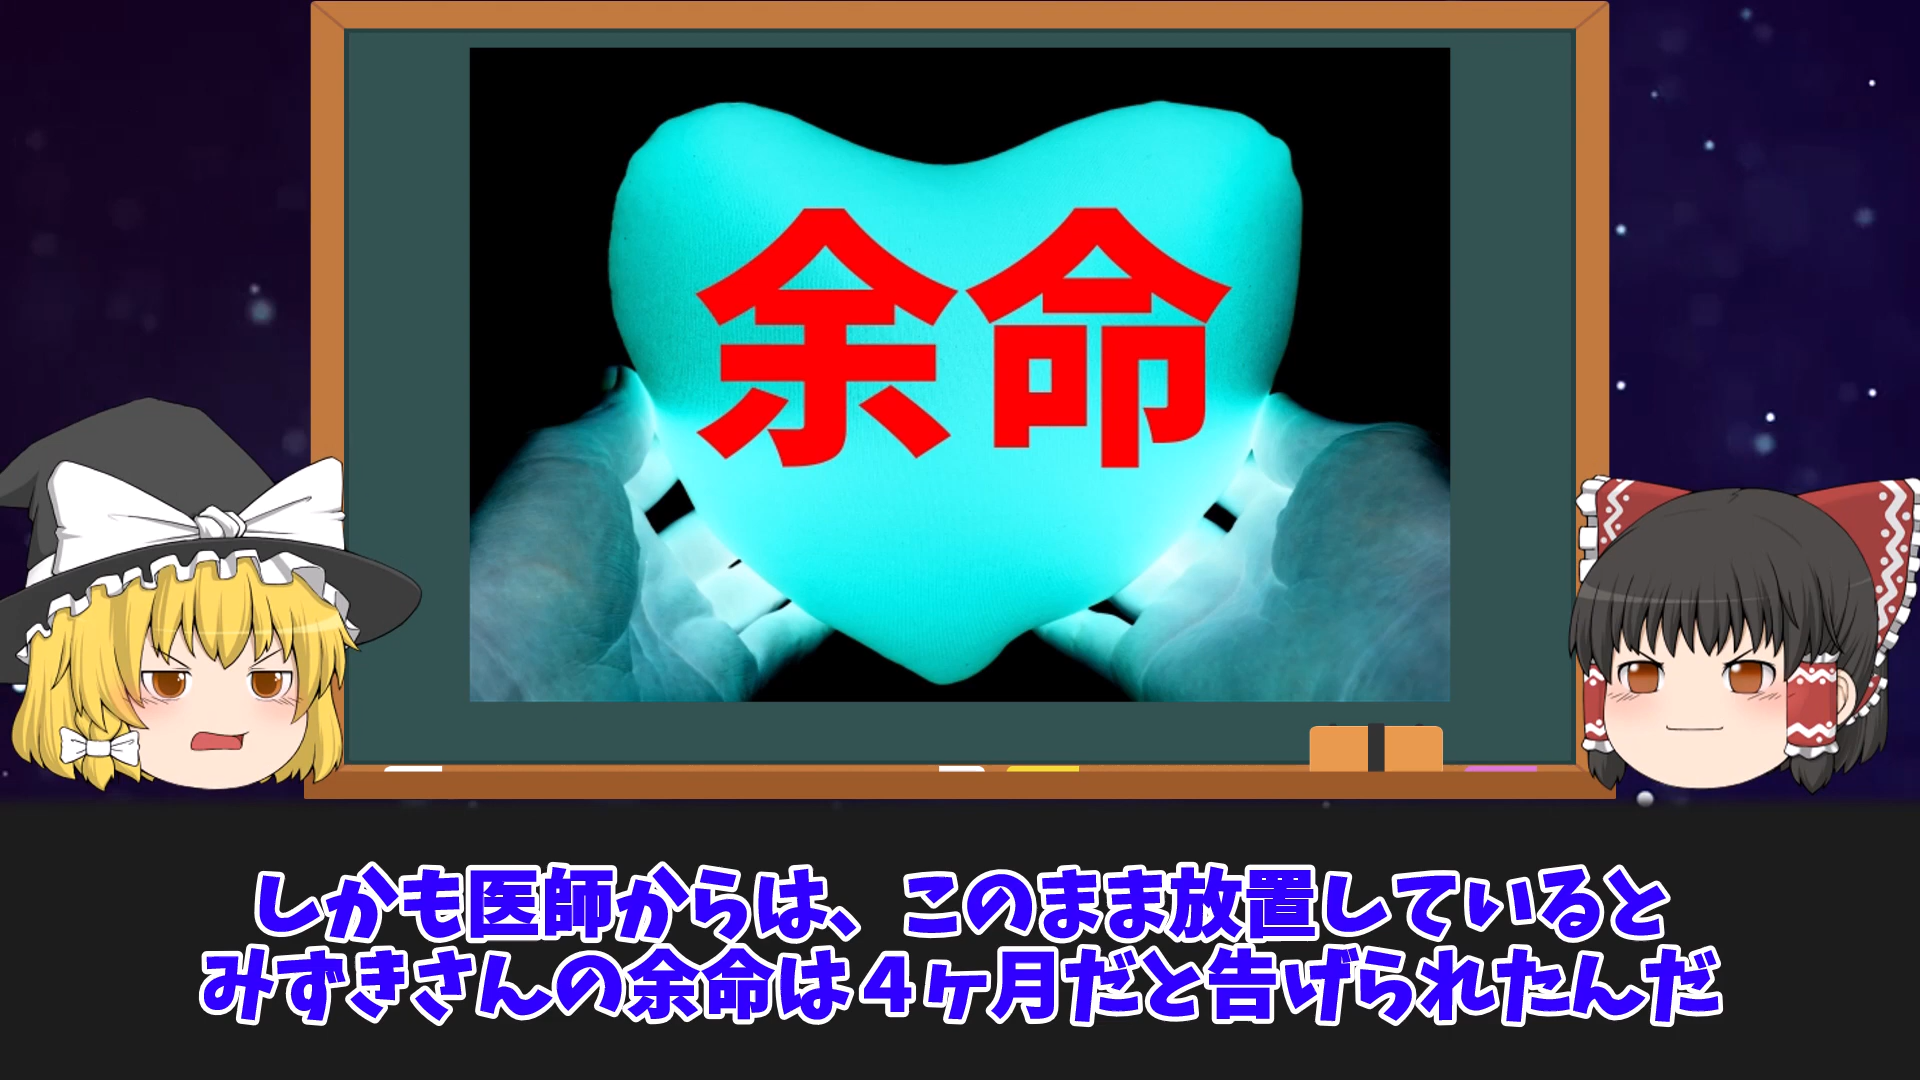 余命
しかも医師からは、このまま放置していると
みずきさんの余命は４ヶ月だと告げられたんだ